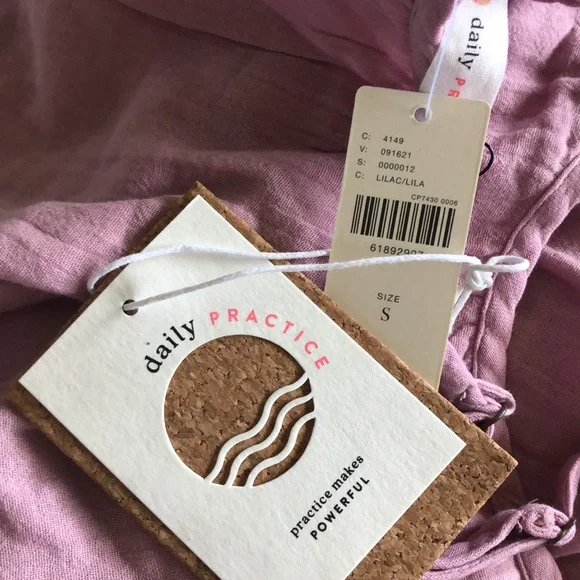 daily
C: 4149
V: 091621
S: 0000012
C: LILAC/LILA
CP7430 0006
SIZE
S
daily PRACTICE
practice makes
POWERFUL